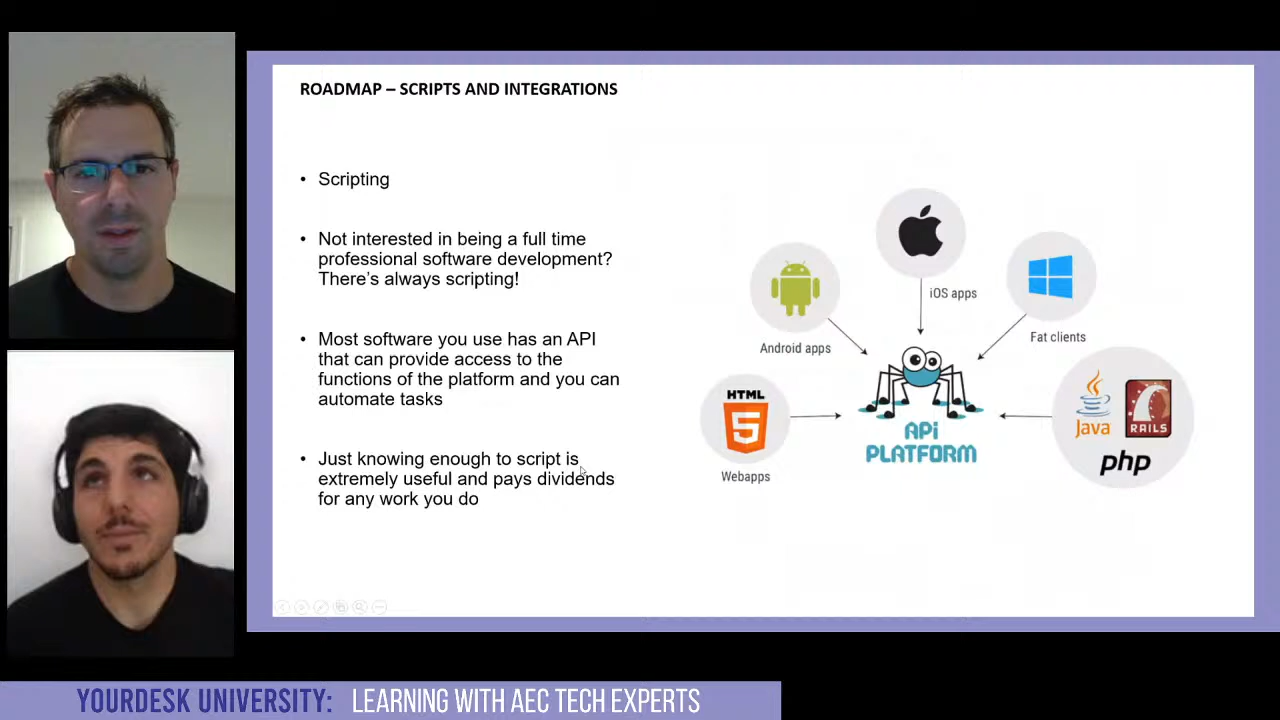 ROADMAP – SCRIPTS AND INTEGRATIONS
• Scripting
• Not interested in being a full time
professional software development?
There's always scripting!
• Most software you use has an API
that can provide access to the
functions of the platform and you can
automate tasks
• Just knowing enough to script is
extremely useful and pays dividends
for any work you do
iOS apps
Android apps
Fat clients
HTML
5
Webapps
APi
PLATFORM
Java
RAILS
php
YOURDESK UNIVERSITY: LEARNING WITH AEC TECH EXPERTS